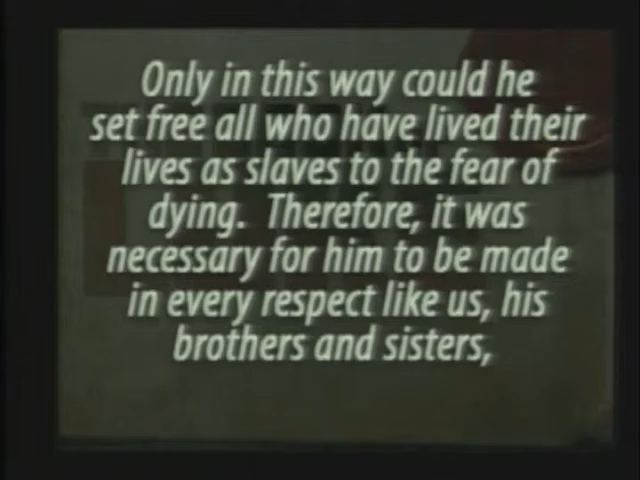 Only in this way could he
set free all who have lived their
lives as slaves to the fear of
dying. Therefore, it was
necessary for him to be made
in every respect like us, his
brothers and sisters,